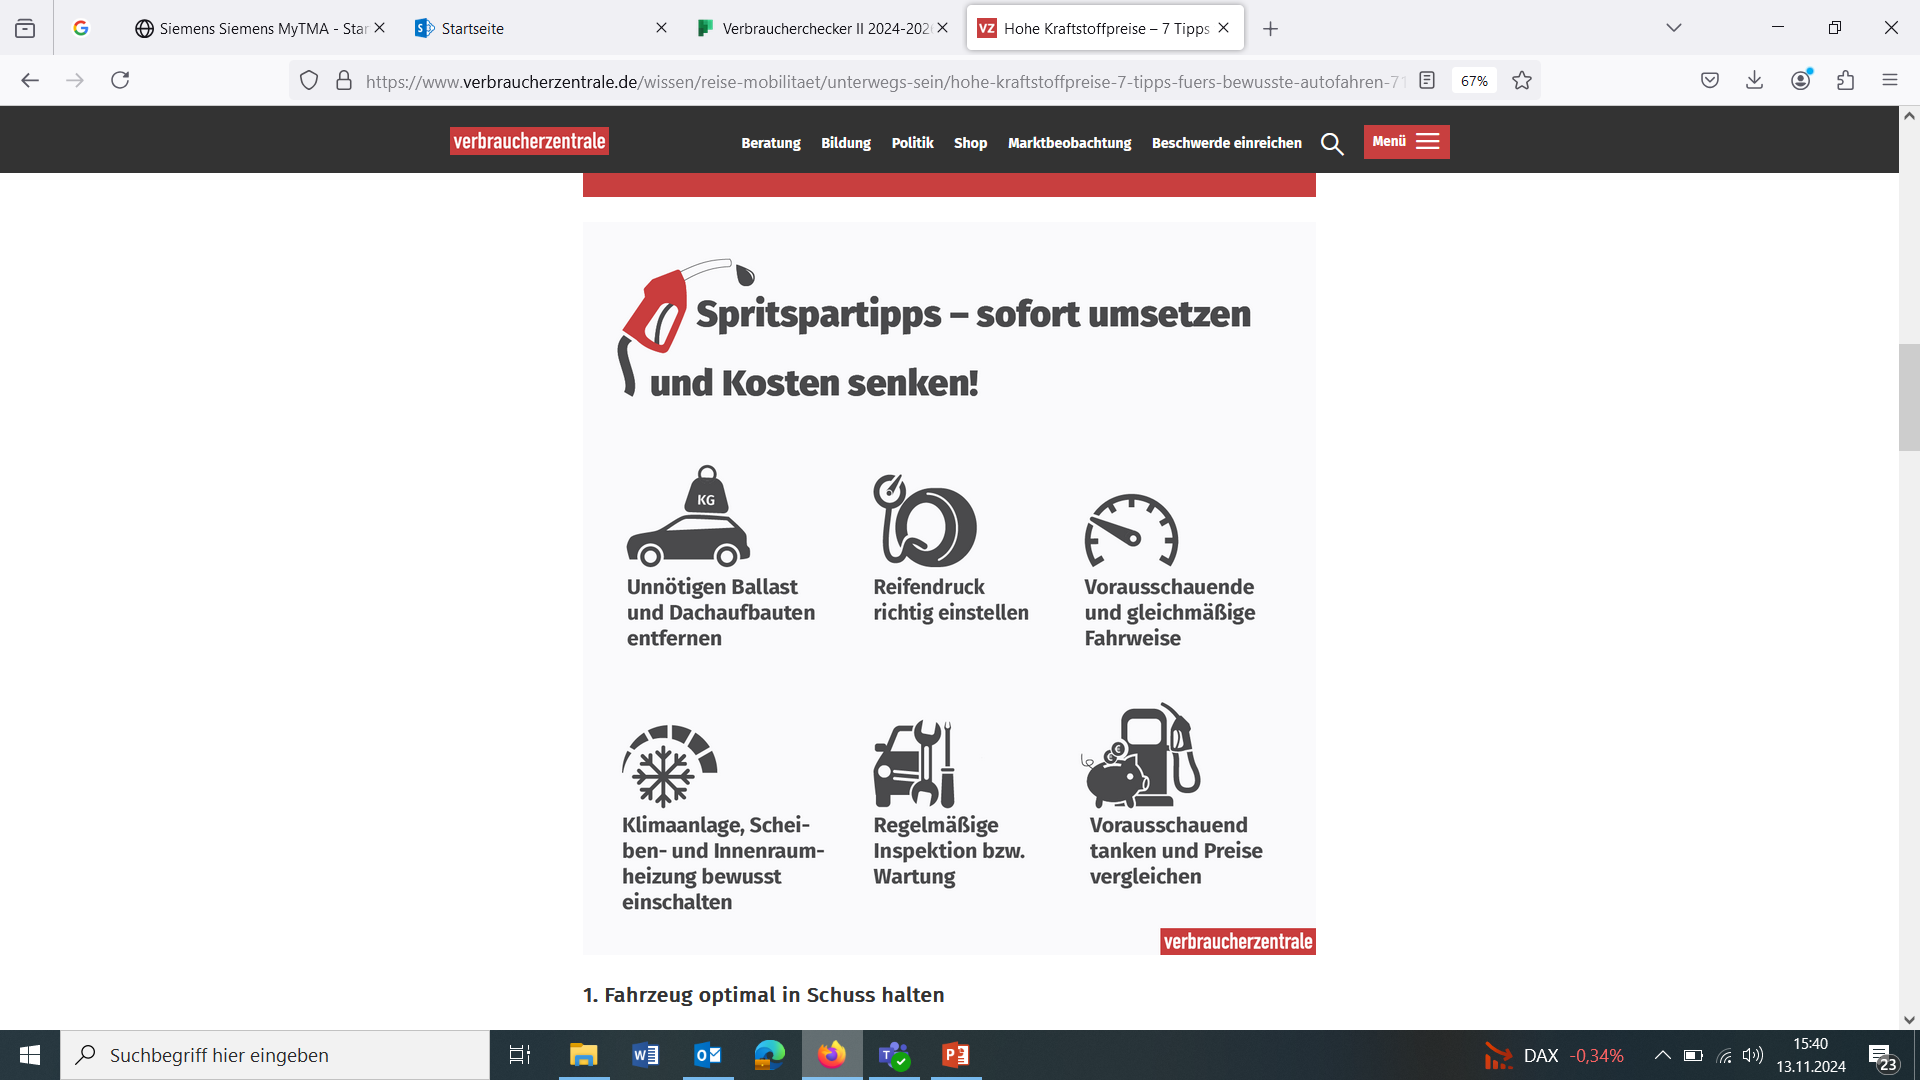 Siemens Siemens MyTMA - Star
Startseite
Verbraucherchecker II 2024-202
VZ
Hohe Kraftstoffpreise – 7 Tipps
https://www.verbraucherzentrale.de/wissen/reise-mobilitaet/unterwegs-sein/hohe-kraftstoffpreise-7-tipps-fuers-bewusste-autofahren-71
67%
verbraucherzentrale
Beratung
Bildung
Politik
Shop
Marktbeobachtung
Beschwerde einreichen
Menü
Spritspartipps – sofort umsetzen
und Kosten senken!
KG
Unnötigen Ballast
und Dachaufbauten
entfernen
Reifendruck
richtig einstellen
Vorausschauende
und gleichmäßige
Fahrweise
Klimaanlage, Schei-
ben- und Innenraum-
heizung bewusst
einschalten
Regelmäßige
Inspektion bzw.
Wartung
Vorausschauend
tanken und Preise
vergleichen
verbraucherzentrale
1. Fahrzeug optimal in Schuss halten
Suchbegriff hier eingeben
DAX -0,34%
15:40
13.11.2024
23